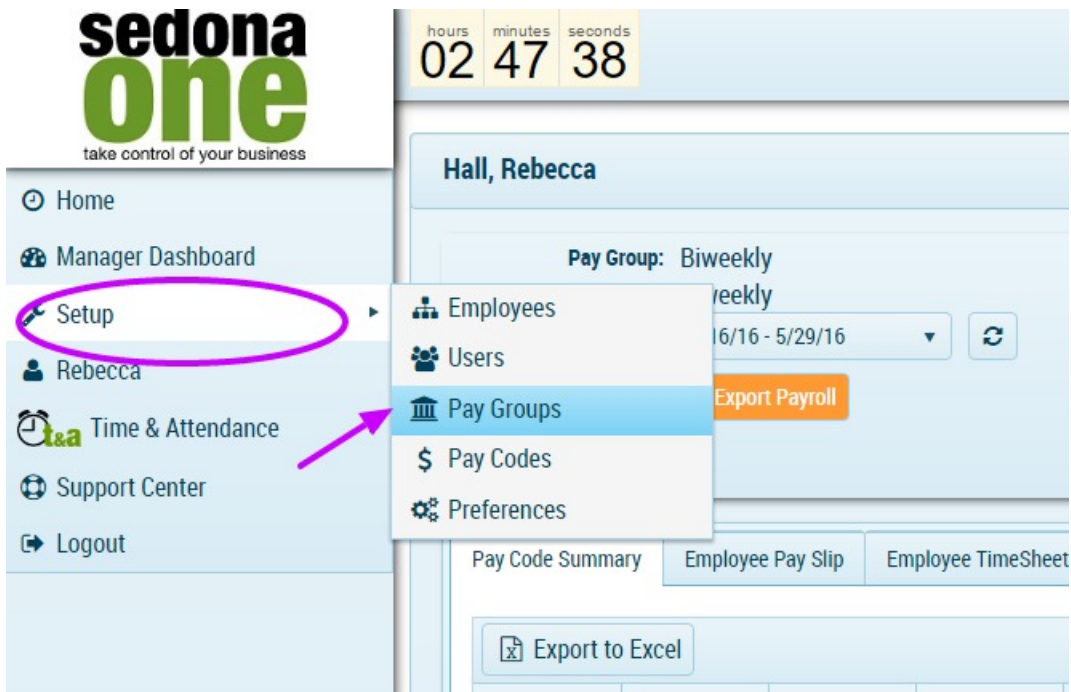 sedona
one
take control of your business
hours minutes seconds
02 47 38
Home
Manager Dashboard
Setup
Rebecca
t&a Time & Attendance
Support Center
Logout
Hall, Rebecca
Pay Group: Biweekly
eekly
16/16 - 5/29/16
Export Payroll
Employees
Users
Pay Groups
$ Pay Codes
Preferences
Pay Code Summary Employee Pay Slip Employee TimeSheet
Export to Excel